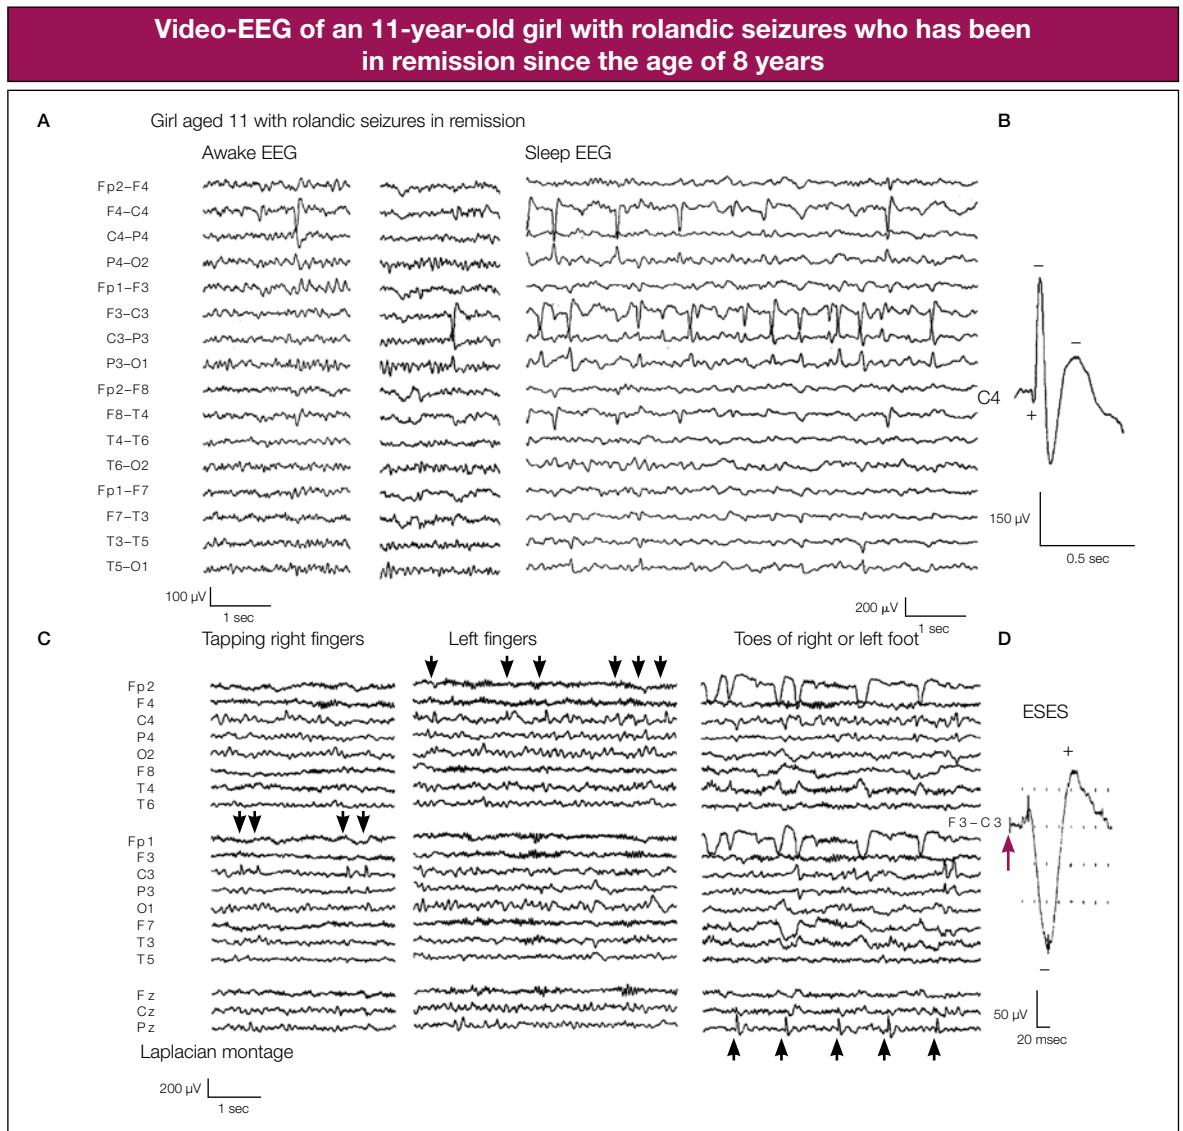 Video-EEG of an 11-year-old girl with rolandic seizures who has been
in remission since the age of 8 years
A
Girl aged 11 with rolandic seizures in remission
B
Awake EEG
Sleep EEG
Fp2–F4
F4–C4
C4–P4
P4–O2
Fp1–F3
F3–C3
C3–P3
P3–O1
Fp2–F8
F8–T4
T4–T6
T6–O2
Fp1–F7
F7–T3
T3–T5
T5–O1
100 µV
1 sec
200 µV
1 sec
–
–
C4
+
150 µV
0.5 sec
C
Tapping right fingers
Left fingers
Toes of right or left foot
D
Fp2
F4
C4
P4
O2
F8
T4
T6
Fp1
F3
C3
P3
O1
F7
T3
T5
Fz
Cz
Pz
Laplacian montage
200 µV
1 sec
ESES
+
F3–C3
–
50 µV
20 msec